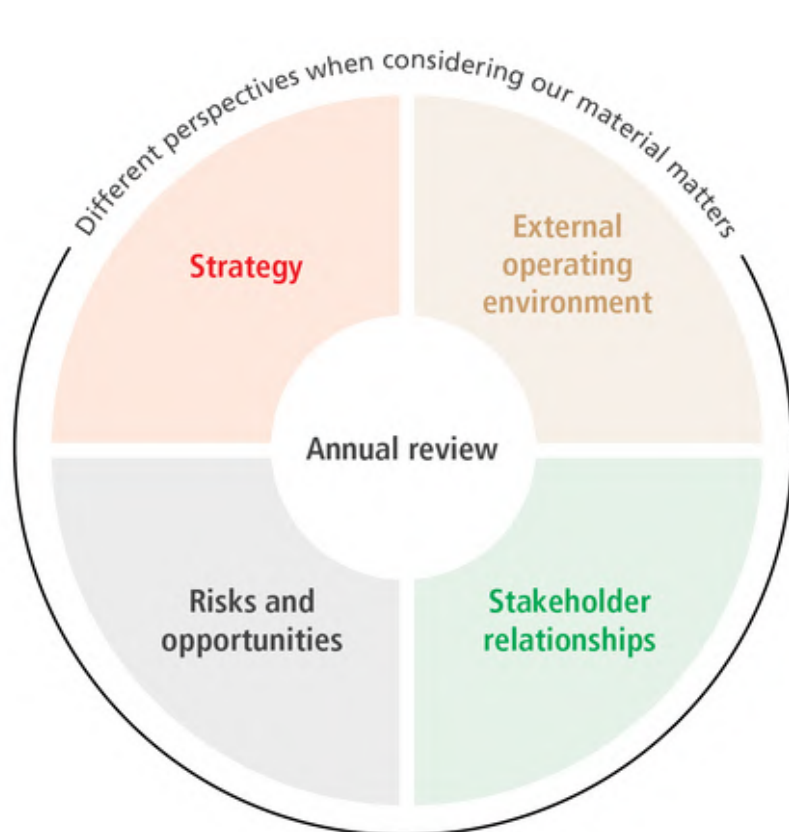 Different perspectives when considering our material matters
Strategy
External
operating
environment
Annual review
Risks and
opportunities
Stakeholder
relationships